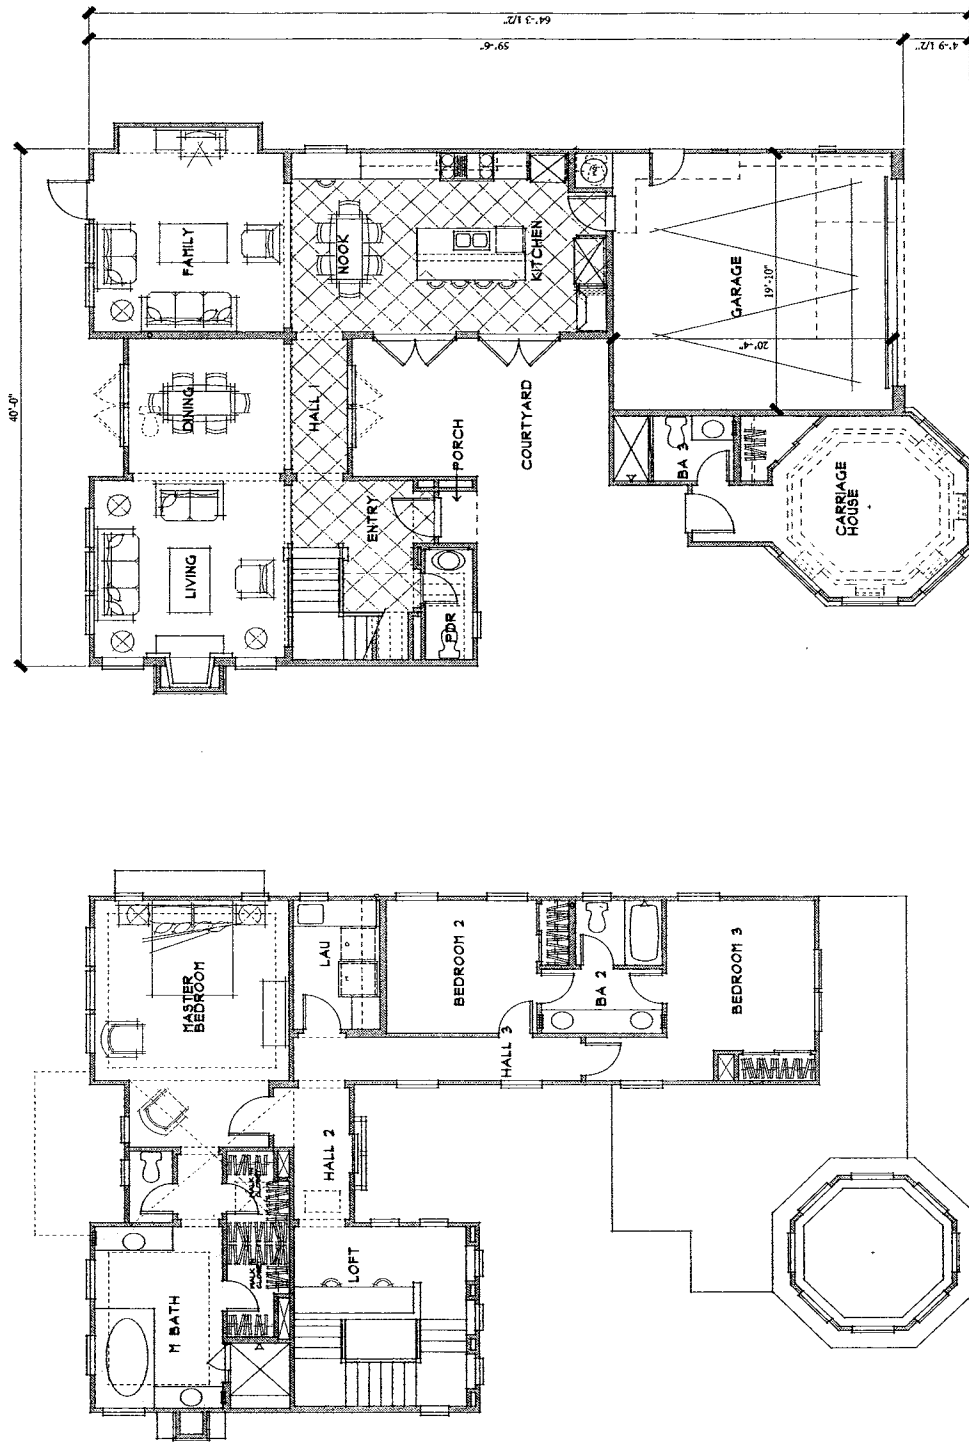 64'-3 1/2"
59'-6"
4'-9 1/2"
40'-0"
FAMILY
NOOK
KITCHEN
GARAGE
19'-10"
20'-4"
DINING
HALL 1
PORCH
COURTYARD
LIVING
ENTRY
PDR
BA 3
CARRIAGE
HOUSE
MASTER
BEDROOM
LAU
BEDROOM 2
BA 2
BEDROOM 3
HALL 3
HALL 2
WALK IN
CLOSET
WALK IN
CLOSET
M BATH
LOFT